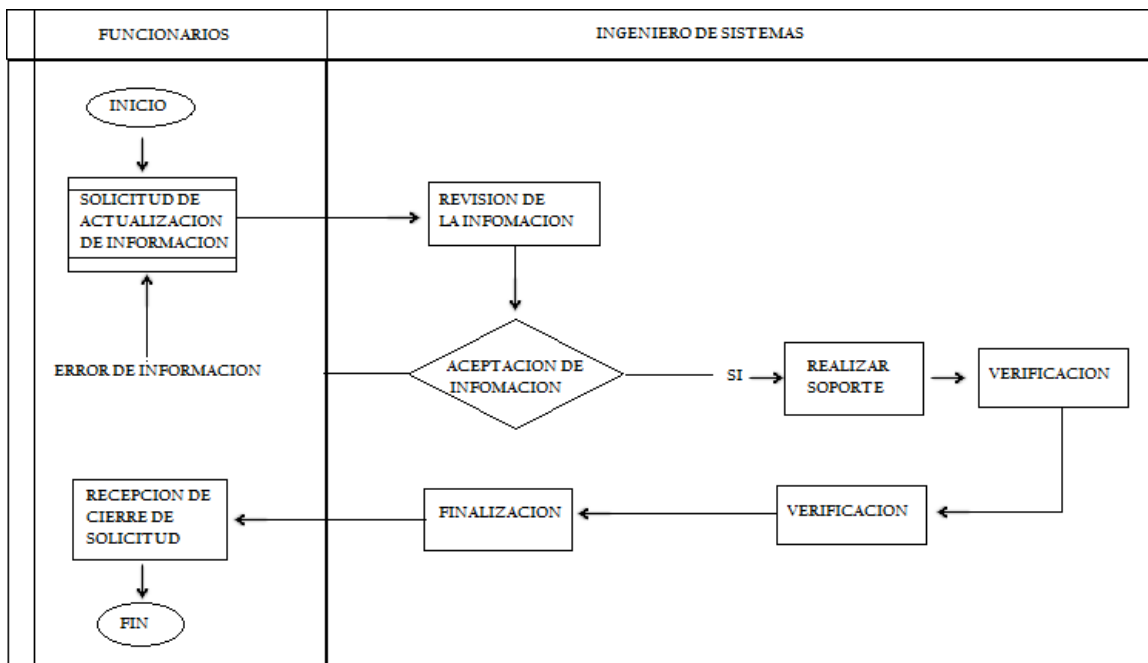 FUNCIONARIOS
INGENIERO DE SISTEMAS
INICIO
SOLICITUD DE
ACTUALIZACION
DE INFORMACION
REVISION DE
LA INFOMACION
ERROR DE INFORMACION
ACEPTACION DE
INFOMACION
SI
REALIZAR
SOPORTE
VERIFICACION
VERIFICACION
FINALIZACION
RECEPCION DE
CIERRE DE
SOLICITUD
FIN